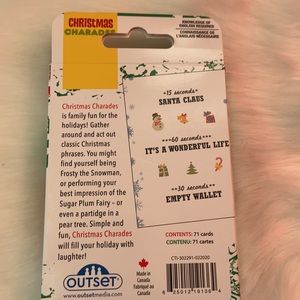 CHRISTMAS
CHARADES
KNOWLEDGE OF
ENGLISH REQUIRED
CONNAISSANCE DE
L'ANGLAIS NÉCESSAIRE
Christmas Charades
is family fun for the
holidays! Gather
around and act out
classic Christmas
phrases. You might
find yourself being
Frosty the Snowman,
or performing your
best impression of the
Sugar Plum Fairy - or
even a partridge in a
pear tree. Simple and
fun, Christmas Charades
will fill your holiday with
laughter!
15 seconds
SANTA CLAUS
60 seconds
IT'S A WONDERFUL LIFE
30 seconds
EMPTY WALLET
CONTENTS: 71 CARDS
CONTENU: 71 cartes
OUTSET
www.outsetmedia.com
Made in
Canada
Fabriqué au
Canada
CTI-302291-022020